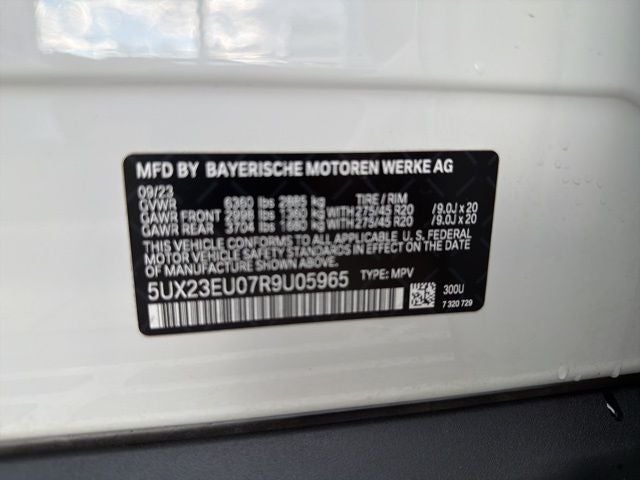 MFD BY BAYERISCHE MOTOREN WERKE AG
09/23
GVWR 6360 lbs 2885 kg TIRE / RIM
GAWR FRONT 2998 lbs 1360 kg WITH 275/45 R20 /9.0J x 20
GAWR REAR 3704 lbs 1680 kg WITH 275/45 R20 /9.0J x 20
THIS VEHICLE CONFORMS TO ALL APPLICABLE U. S. FEDERAL
MOTOR VEHICLE SAFETY STANDARDS IN EFFECT ON THE DATE
OF MANUFACTURE SHOWN ABOVE.
5UX23EU07R9U05965 TYPE: MPV
300U
7 320 729